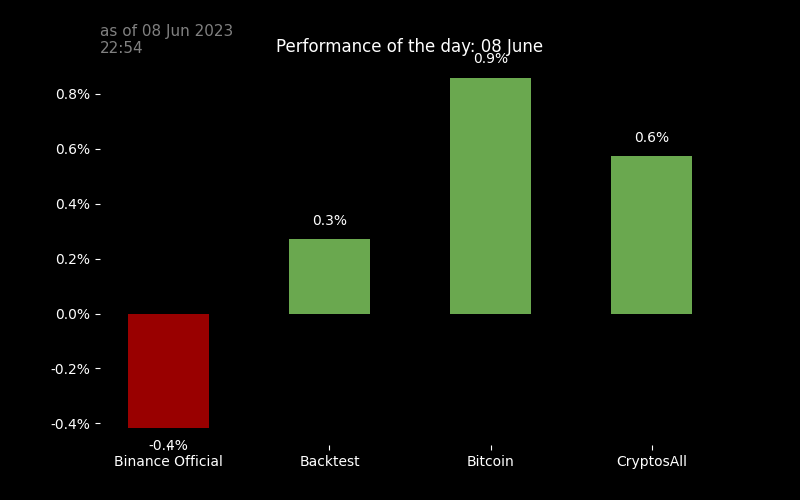 as of 08 Jun 2023
22:54
Performance of the day: 08 June
0.9%
0.8%
0.6%
0.6%
0.4%
0.3%
0.2%
0.0%
-0.2%
-0.4%
-0.4%
Binance Official
Backtest
Bitcoin
CryptosAll